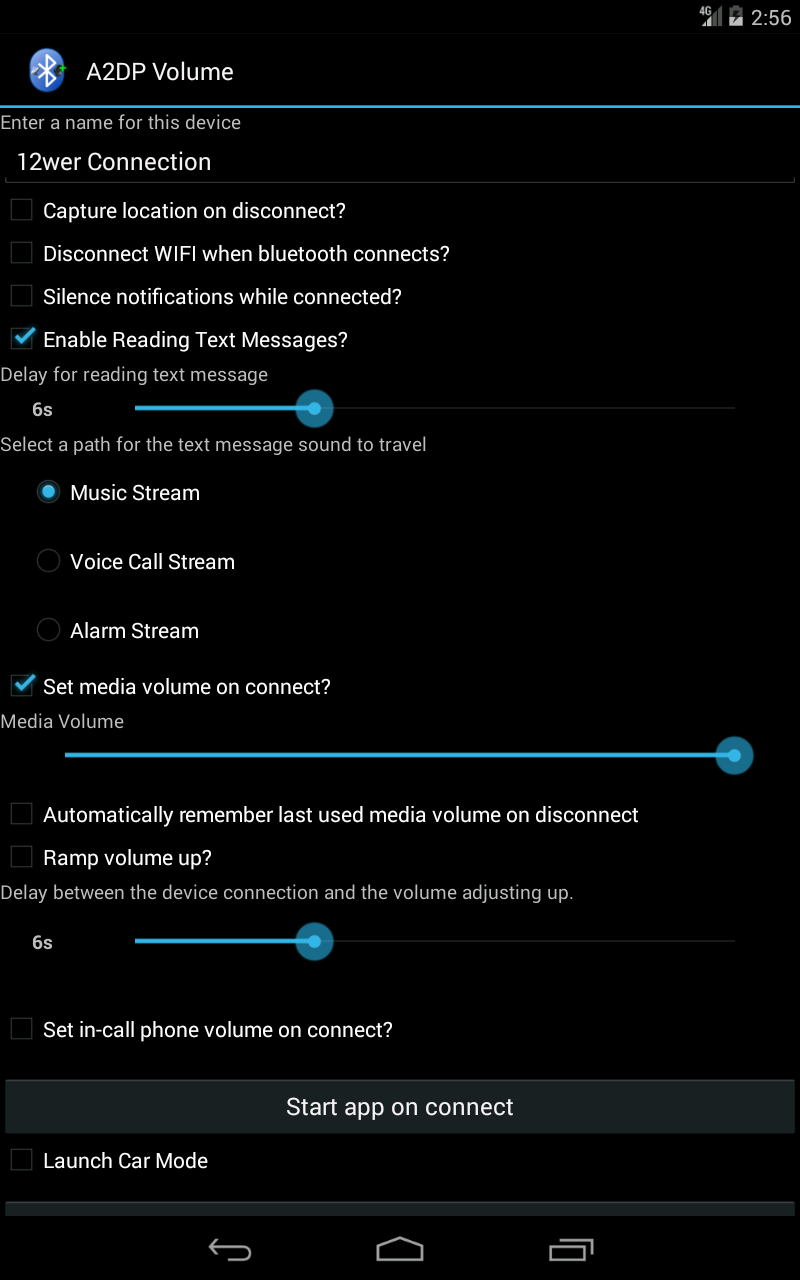 4G 2:56
A2DP Volume
Enter a name for this device
12wer Connection
Capture location on disconnect?
Disconnect WIFI when bluetooth connects?
Silence notifications while connected?
Enable Reading Text Messages?
Delay for reading text message
6s
Select a path for the text message sound to travel
Music Stream
Voice Call Stream
Alarm Stream
Set media volume on connect?
Media Volume
Automatically remember last used media volume on disconnect
Ramp volume up?
Delay between the device connection and the volume adjusting up.
6s
Set in-call phone volume on connect?
Start app on connect
Launch Car Mode